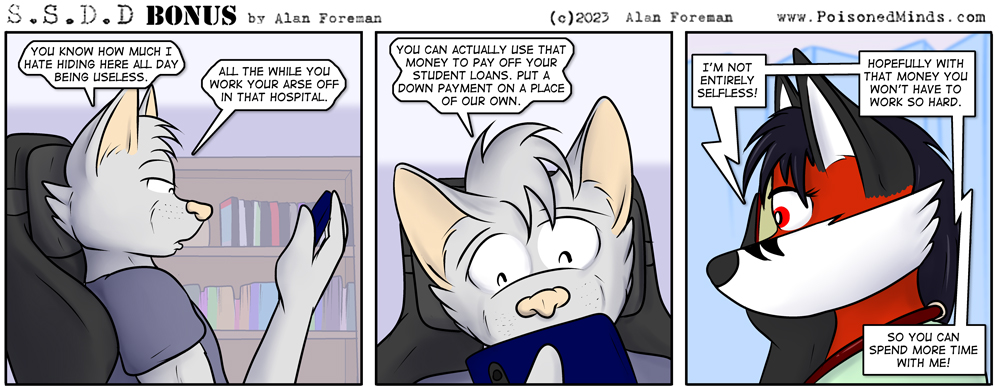 S.S.D.D BONUS by Alan Foreman (c)2023 Alan Foreman www.PoisonedMinds.com
YOU KNOW HOW MUCH I
HATE HIDING HERE ALL DAY
BEING USELESS.
ALL THE WHILE YOU
WORK YOUR ARSE OFF
IN THAT HOSPITAL.
YOU CAN ACTUALLY USE THAT
MONEY TO PAY OFF YOUR
STUDENT LOANS. PUT A
DOWN PAYMENT ON A PLACE
OF OUR OWN.
I'M NOT
ENTIRELY
SELFLESS!
HOPEFULLY WITH
THAT MONEY YOU
WON'T HAVE TO
WORK SO HARD.
SO YOU CAN
SPEND MORE TIME
WITH ME!